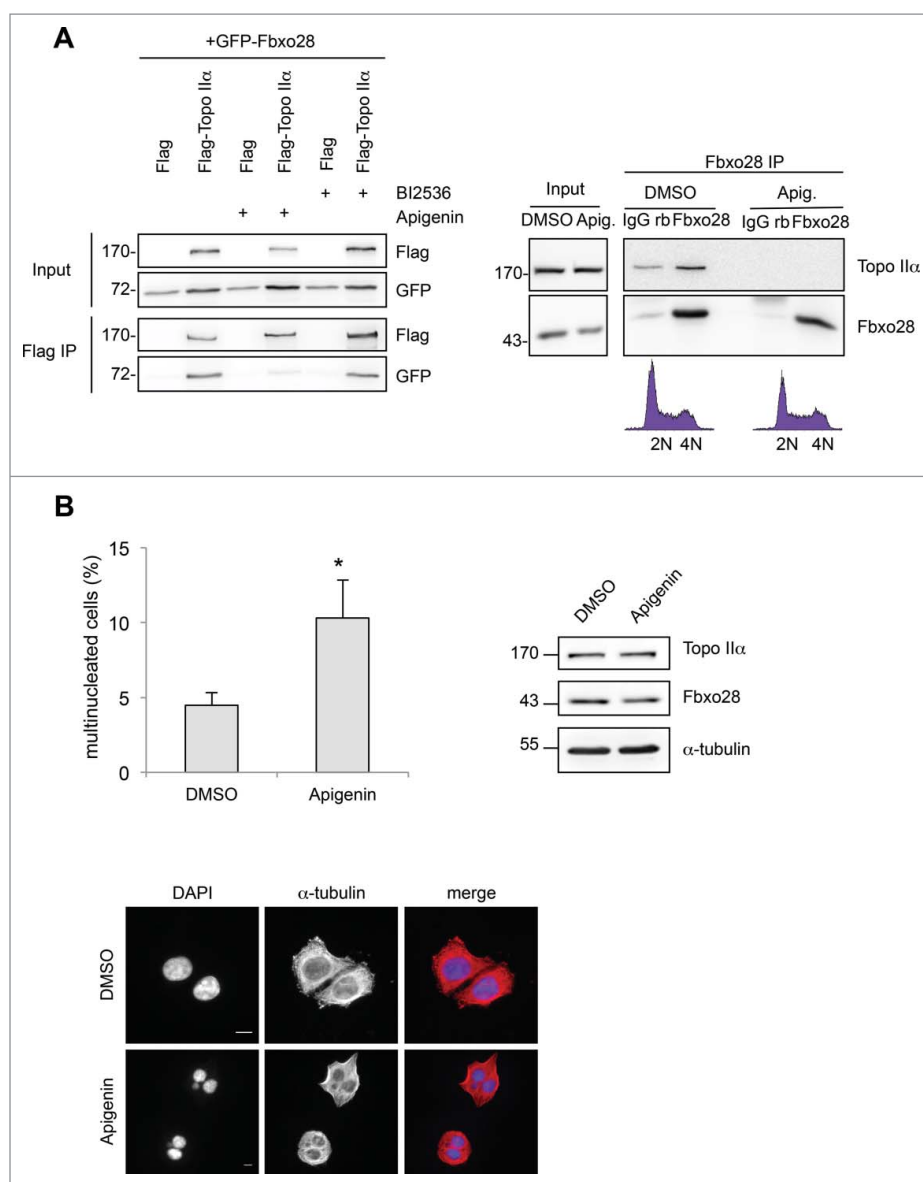 A
+GFP-Fbxo28
Flag
Flag-Topo IIα
Flag
Flag-Topo IIα
Flag
Flag-Topo IIα
+ + BI2536
+ + Apigenin
Input
170- Flag
72- GFP
Flag IP
170- Flag
72- GFP
Fbxo28 IP
Input DMSO Apig.
DMSO Apig. IgG rb Fbxo28 IgG rb Fbxo28
170- Topo IIα
43- Fbxo28
2N 4N 2N 4N
B
multinucleated cells (%)
15
10
5
0
*
DMSO Apigenin
DMSO
Apigenin
170 Topo IIα
43 Fbxo28
55 α-tubulin
DAPI α-tubulin merge
DMSO
Apigenin